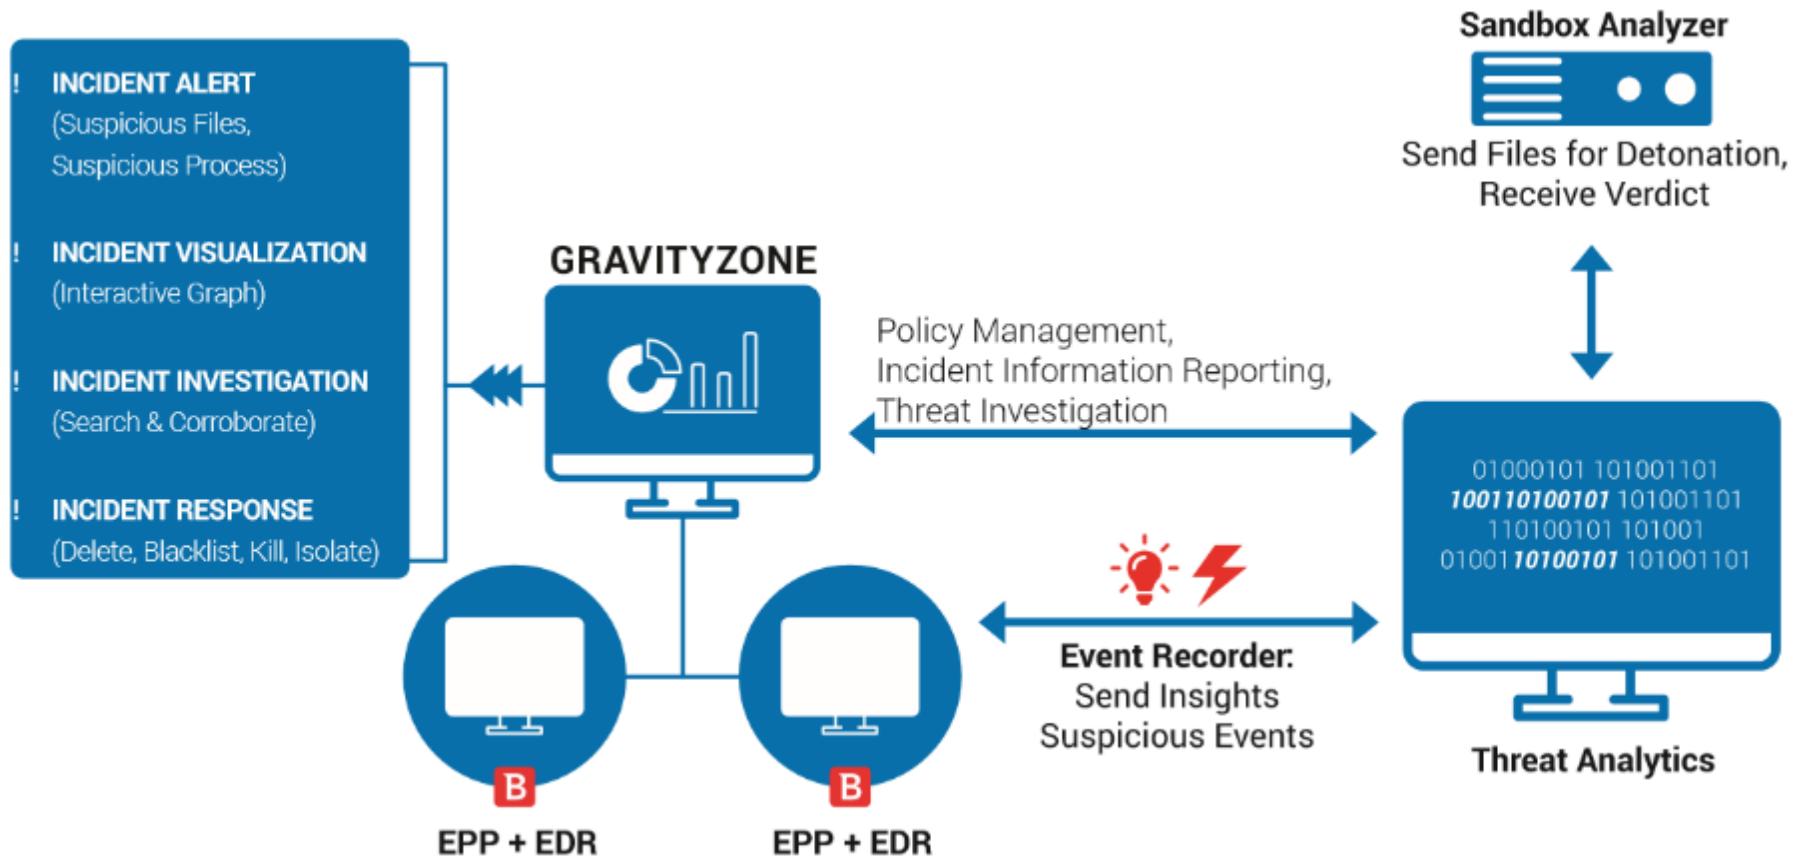 ! INCIDENT ALERT
(Suspicious Files,
Suspicious Process)
! INCIDENT VISUALIZATION
(Interactive Graph)
! INCIDENT INVESTIGATION
(Search & Corroborate)
! INCIDENT RESPONSE
(Delete, Blacklist, Kill, Isolate)
GRAVITYZONE
Policy Management,
Incident Information Reporting,
Threat Investigation
Sandbox Analyzer
Send Files for Detonation,
Receive Verdict
01000101 101001101
100110100101 101001101
110100101 101001
0100110100101 101001101
Threat Analytics
Event Recorder:
Send Insights
Suspicious Events
B
EPP + EDR
B
EPP + EDR